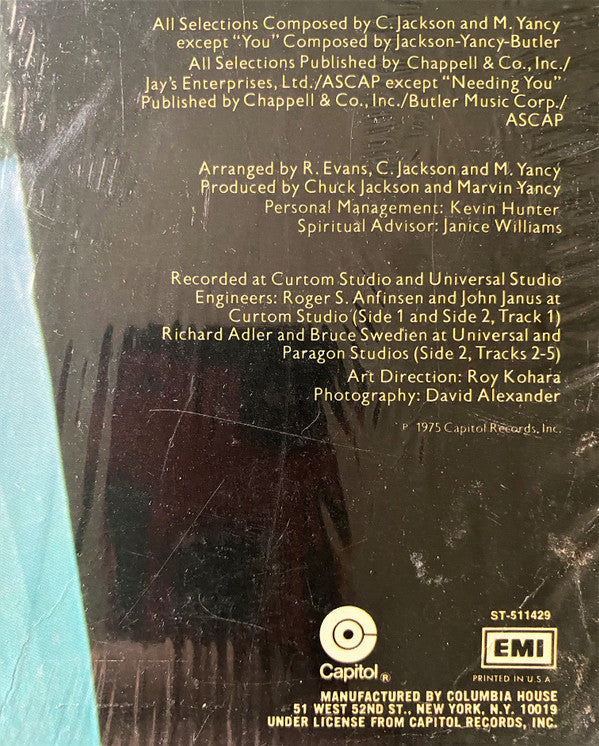 All Selections Composed by C. Jackson and M. Yancy
except "You" Composed by Jackson-Yancy-Butler
All Selections Published by Chappell & Co., Inc./
Jay's Enterprises, Ltd./ASCAP except "Needing You"
Published by Chappell & Co., Inc./Butler Music Corp./
ASCAP
Arranged by R. Evans, C. Jackson and M. Yancy
Produced by Chuck Jackson and Marvin Yancy
Personal Management: Kevin Hunter
Spiritual Advisor: Janice Williams
Recorded at Curtom Studio and Universal Studio
Engineers: Roger S. Anfinsen and John Janus at
Curtom Studio (Side 1 and Side 2, Track 1)
Richard Adler and Bruce Swedien at Universal and
Paragon Studios (Side 2, Tracks 2-5)
Art Direction: Roy Kohara
Photography: David Alexander
P 1975 Capitol Records, Inc.
ST-511429
EMI
Capitol ®
PRINTED IN U.S.A
MANUFACTURED BY COLUMBIA HOUSE
51 WEST 52ND ST., NEW YORK, N.Y. 10019
UNDER LICENSE FROM CAPITOL RECORDS, INC.